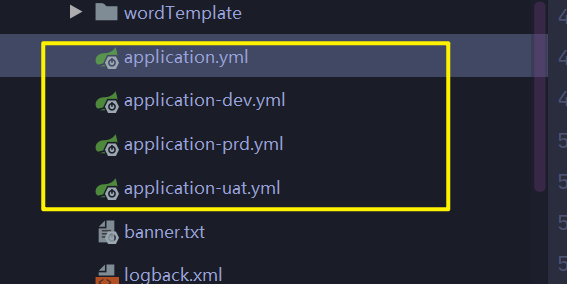 wordTemplate
application.yml
application-dev.yml
application-prd.yml
application-uat.yml
banner.txt
logback.xml